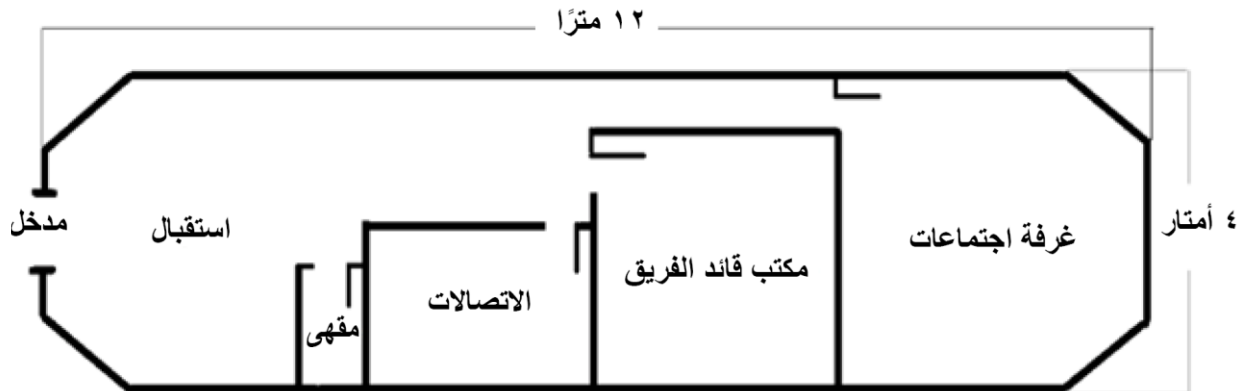 ١٢ مترًا
٤ أمتار
مدخل
استقبال
مقهى
الاتصالات
مكتب قائد الفريق
غرفة اجتماعات